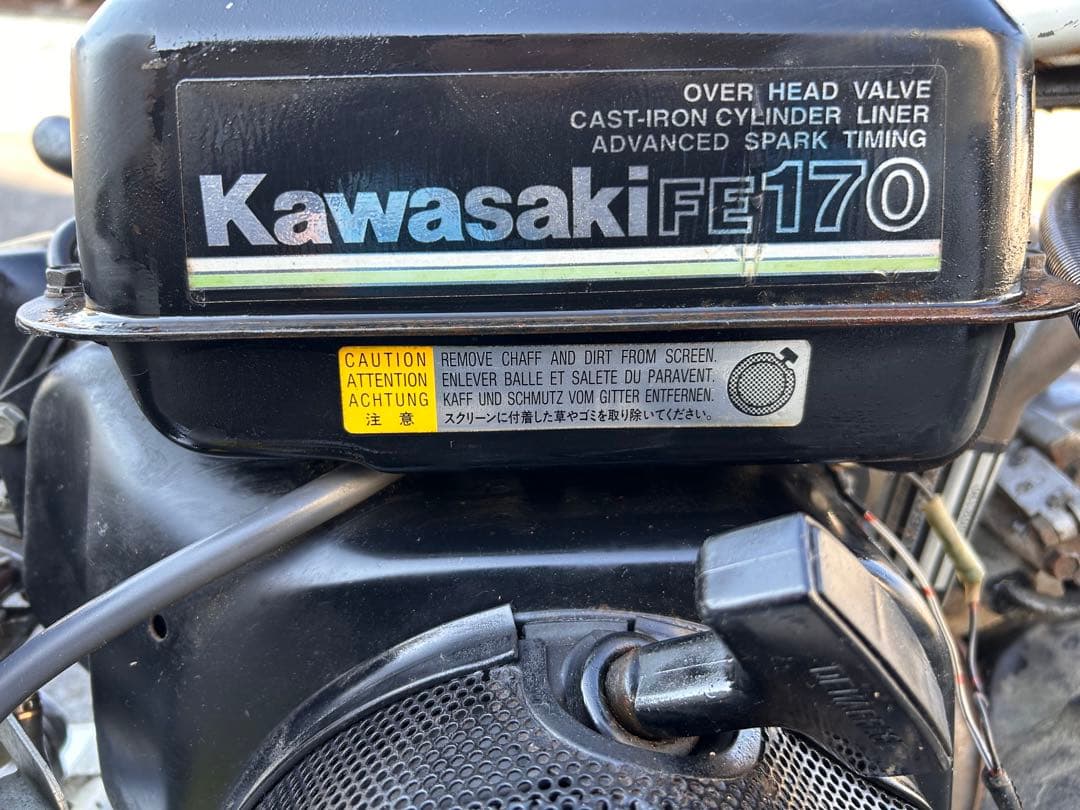 OVER HEAD VALVE
CAST-IRON CYLINDER LINER
ADVANCED SPARK TIMING
Kawasaki FE170
CAUTION REMOVE CHAFF AND DIRT FROM SCREEN.
ATTENTION ENLEVER BALLE ET SALETE DU PARAVENT.
ACHTUNG KAFF UND SCHMUTZ VOM GITTER ENTFERNEN.
注意 スクリーンに付着した草やゴミを取り除いてください。